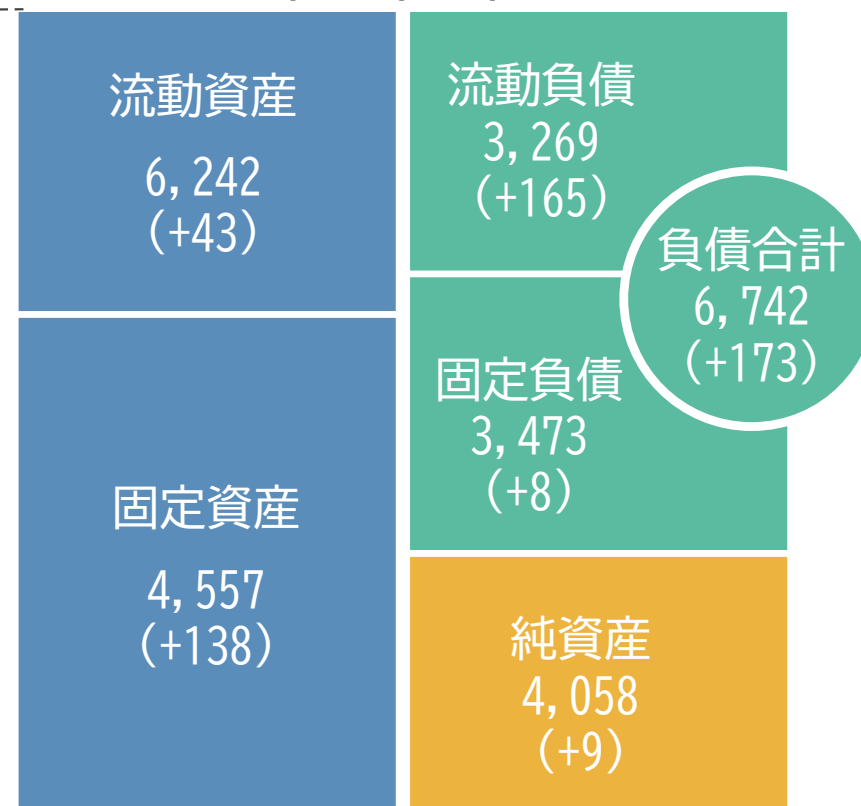 流動資産
6,242
(+43)
固定資産
4,557
(+138)
流動負債
3,269
(+165)
固定負債
3,473
(+8)
負債合計
6,742
(+173)
純資産
4,058
(+9)